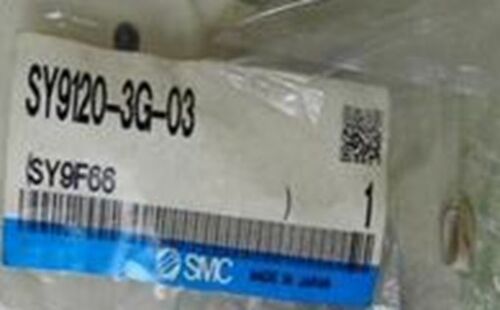 SY9120-3G-03
(SY9F66 ) 1
SMC MADE IN JAPAN